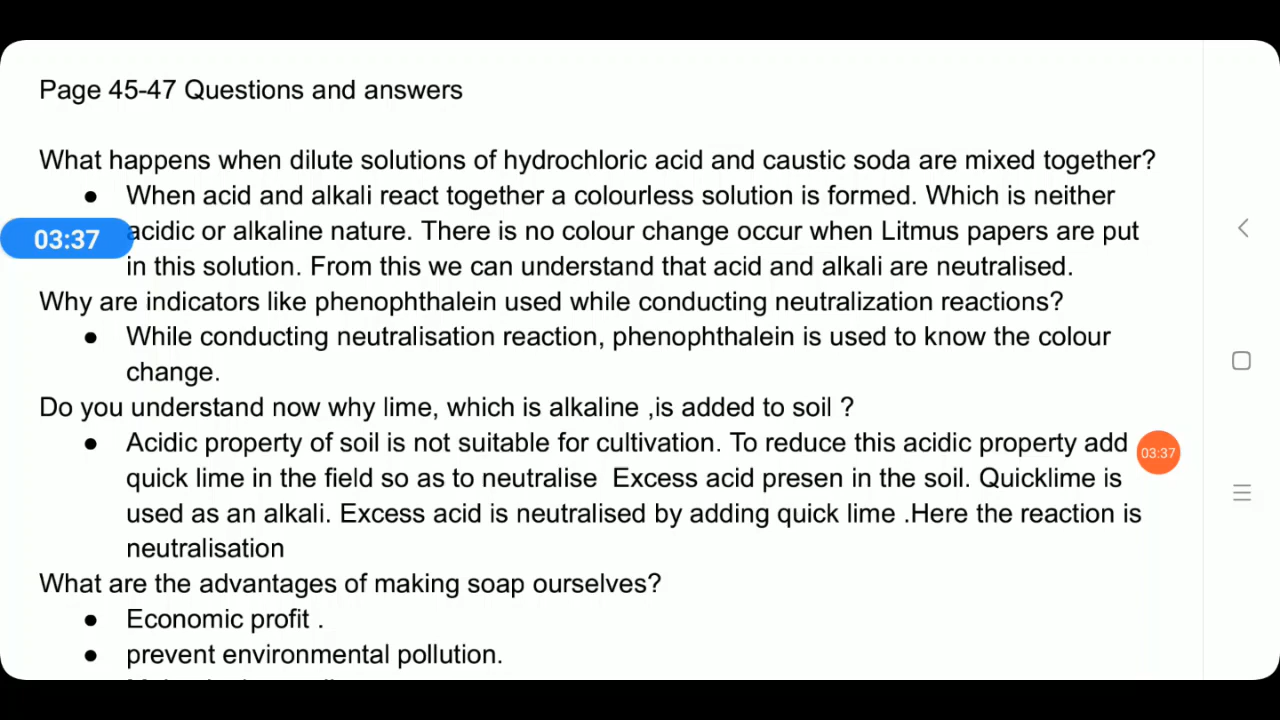 Page 45-47 Questions and answers
What happens when dilute solutions of hydrochloric acid and caustic soda are mixed together?
● When acid and alkali react together a colourless solution is formed. Which is neither
03:37
acidic or alkaline nature. There is no colour change occur when Litmus papers are put
in this solution. From this we can understand that acid and alkali are neutralised.
Why are indicators like phenophthalein used while conducting neutralization reactions?
● While conducting neutralisation reaction, phenophthalein is used to know the colour
change.
Do you understand now why lime, which is alkaline ,is added to soil ?
● Acidic property of soil is not suitable for cultivation. To reduce this acidic property add
03:37
quick lime in the field so as to neutralise  Excess acid presen in the soil. Quicklime is
used as an alkali. Excess acid is neutralised by adding quick lime .Here the reaction is
neutralisation
What are the advantages of making soap ourselves?
● Economic profit .
● prevent environmental pollution.